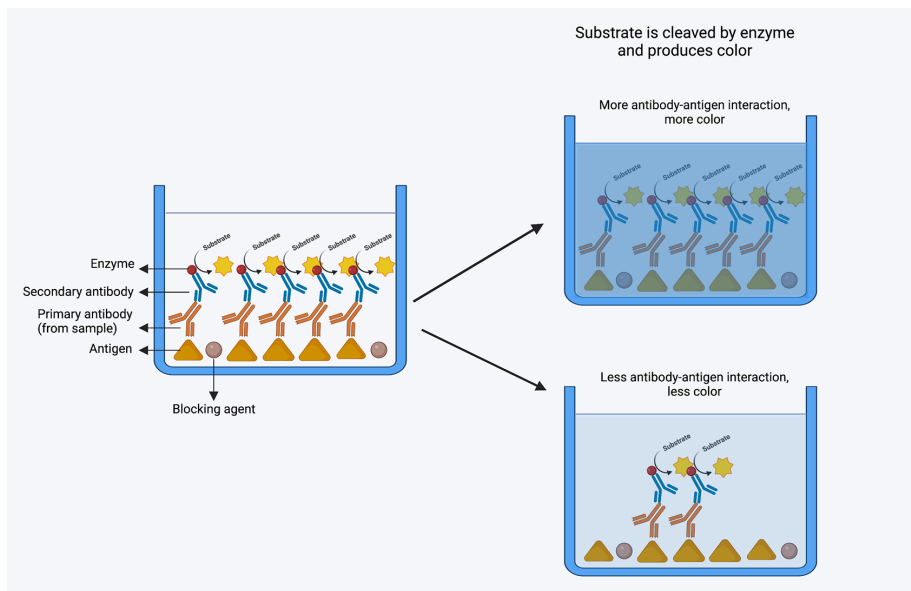 Substrate is cleaved by enzyme
and produces color
More antibody-antigen interaction,
more color
Substrate
Substrate
Substrate
Substrate
Substrate
Substrate
Substrate
Substrate
Substrate
Substrate
Enzyme
Secondary antibody
Primary antibody
(from sample)
Antigen
Blocking agent
Less antibody-antigen interaction,
less color
Substrate
Substrate